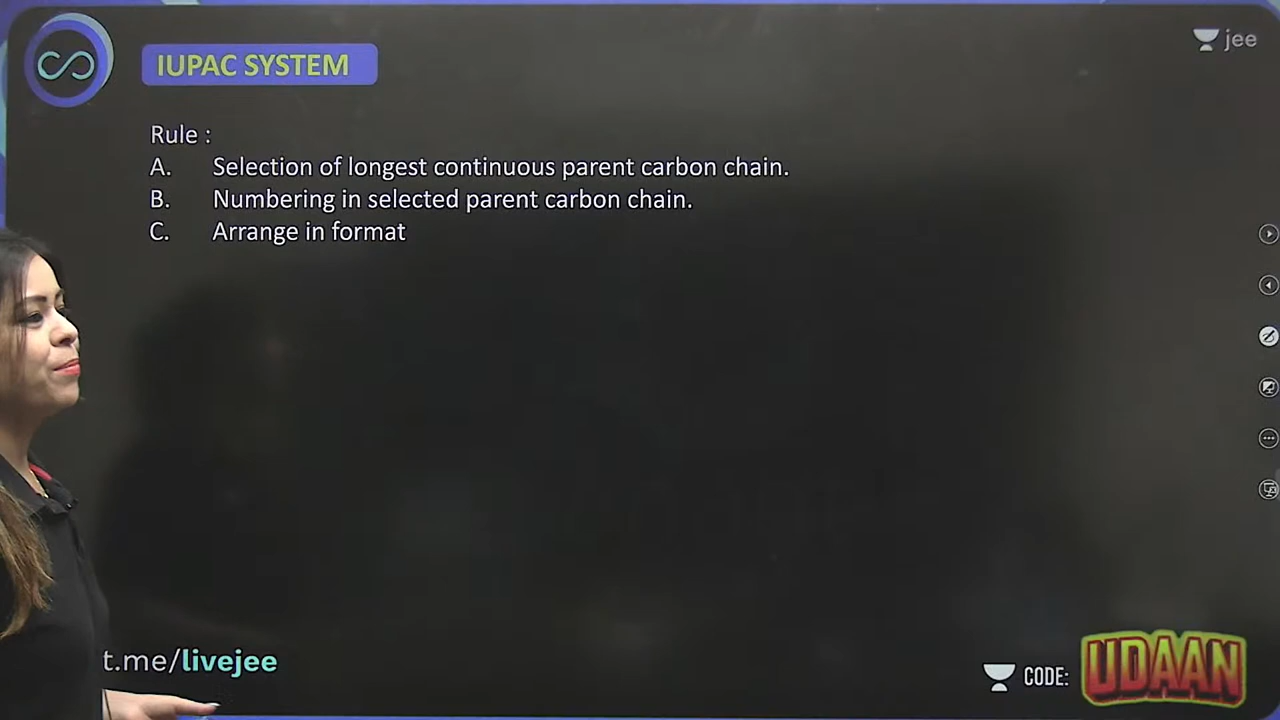 IUPAC SYSTEM
jee
Rule :
A. Selection of longest continuous parent carbon chain.
B. Numbering in selected parent carbon chain.
C. Arrange in format
t.me/livejee
CODE: UDAAN